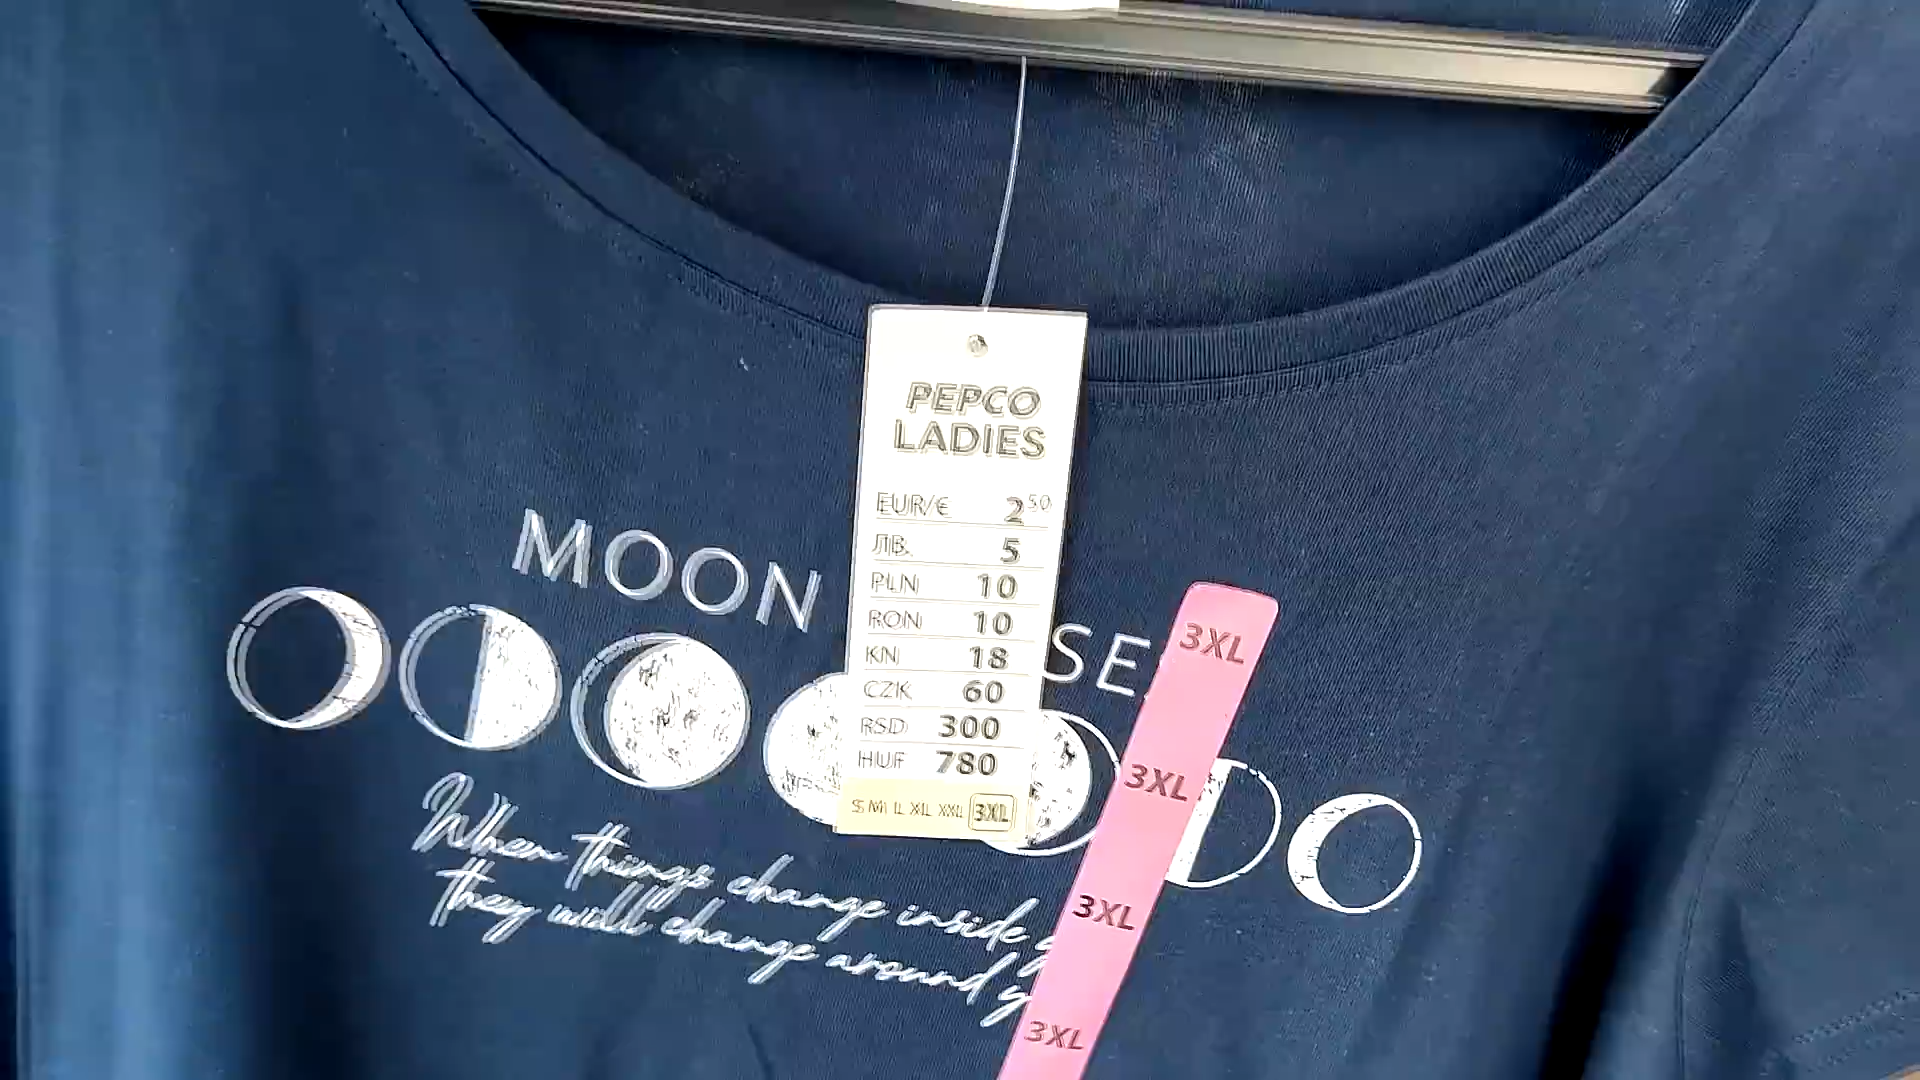 PEPCO
LADIES
EUR/€ 2 50
ЛВ. 5
PLN 10
RON 10
KN 18
CZK 60
RSD 300
HUF 780
S M L XL XXL 3XL
MOON SE
3XL
3XL
3XL
3XL
When things change inside y
they will change around y